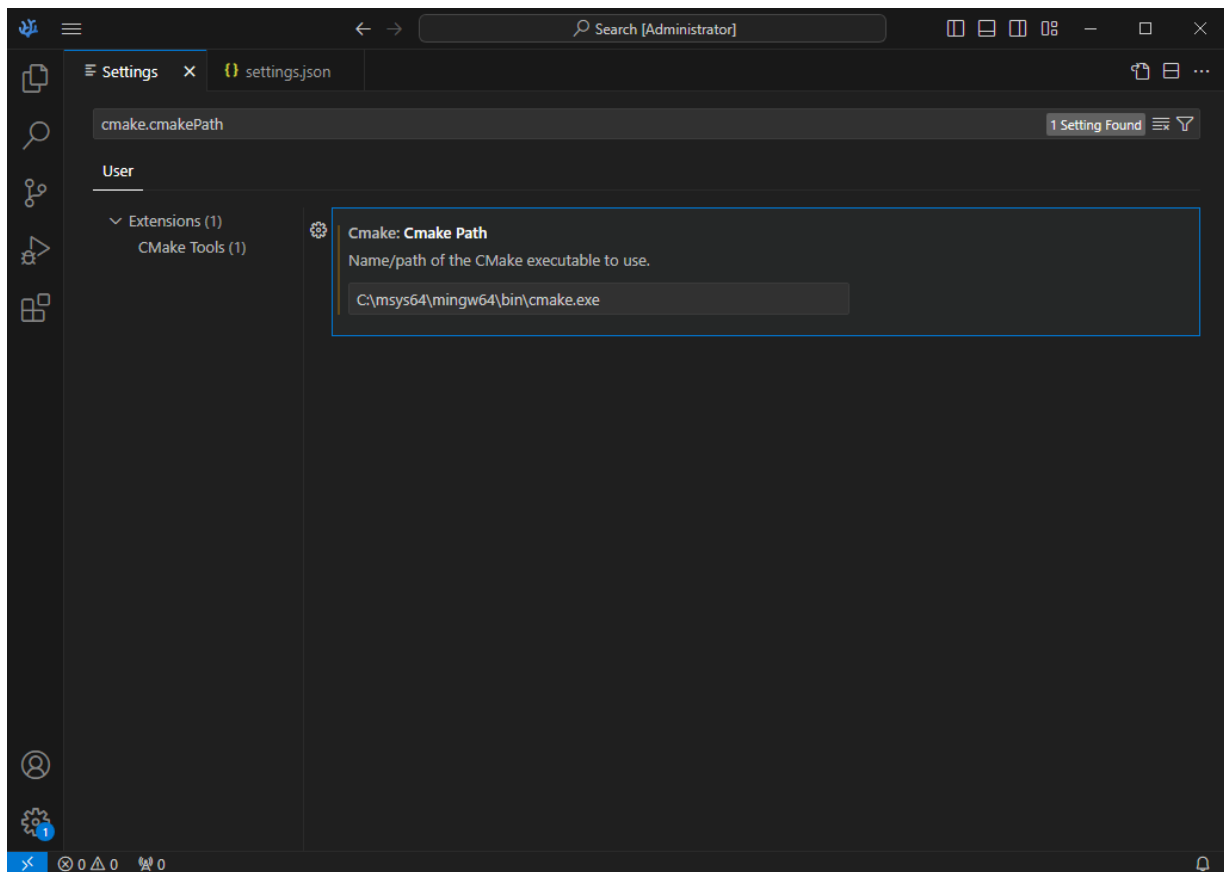 Search [Administrator]
Settings
settings.json
cmake.cmakePath
1 Setting Found
User
Extensions (1)
CMake Tools (1)
Cmake: Cmake Path
Name/path of the CMake executable to use.
C:\msys64\mingw64\bin\cmake.exe
1
0 0 0